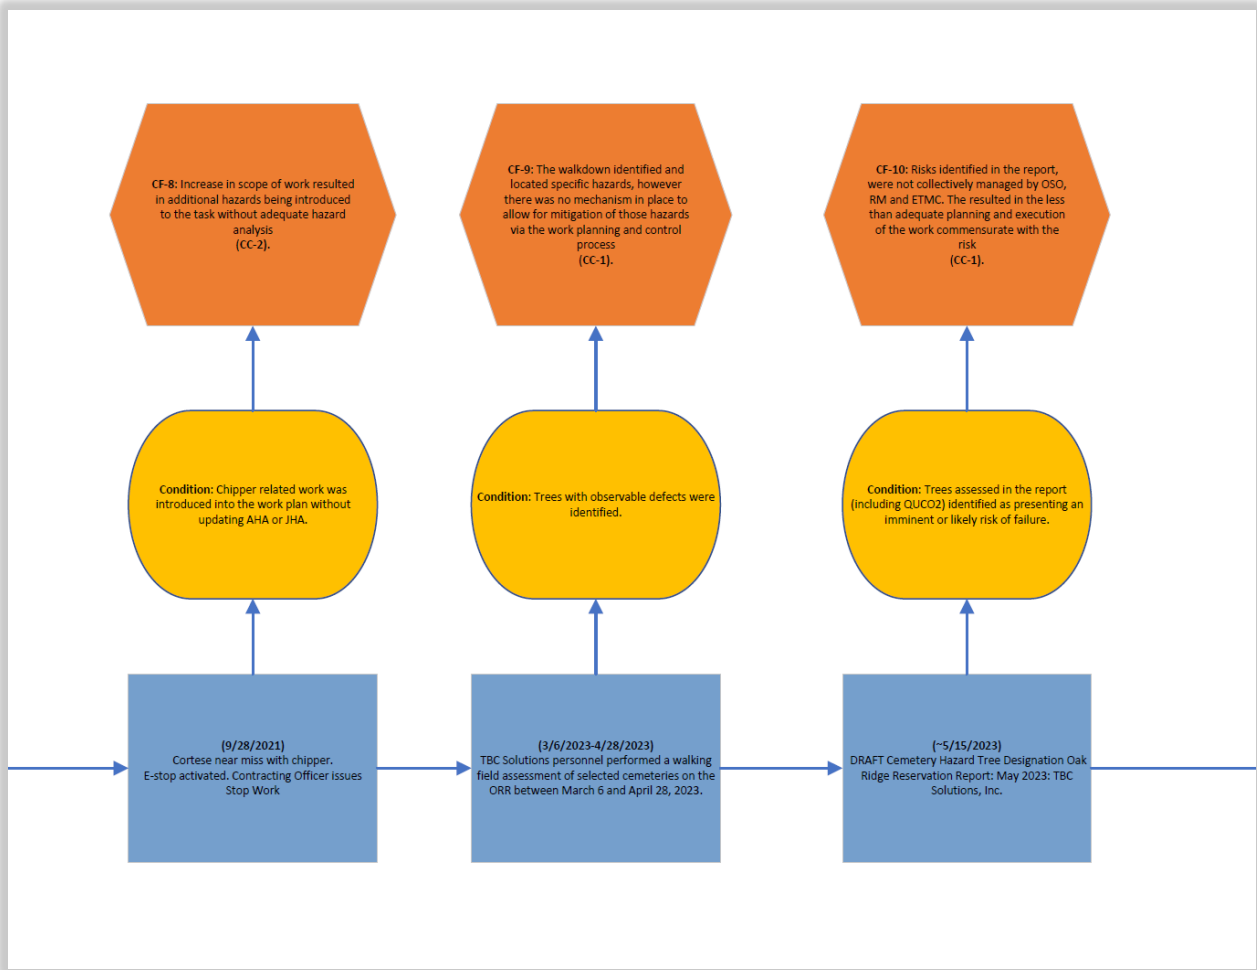 CF-8: Increase in scope of work resulted
in additional hazards being introduced
to the task without adequate hazard
analysis
(CC-2).
CF-9: The walkdown identified and
located specific hazards, however
there was no mechanism in place to
allow for mitigation of those hazards
via the work planning and control
process
(CC-1).
CF-10: Risks identified in the report,
were not collectively managed by OSO,
RM and ETMC. The resulted in the less
than adequate planning and execution
of the work commensurate with the
risk
(CC-1).
Condition: Chipper related work was
introduced into the work plan without
updating AHA or JHA.
Condition: Trees with observable defects were
identified.
Condition: Trees assessed in the report
(including QUCO2) identified as presenting an
imminent or likely risk of failure.
(9/28/2021)
Cortese near miss with chipper.
E-stop activated. Contracting Officer issues
Stop Work
(3/6/2023-4/28/2023)
TBC Solutions personnel performed a walking
field assessment of selected cemeteries on the
ORR between March 6 and April 28, 2023.
(~5/15/2023)
DRAFT Cemetery Hazard Tree Designation Oak
Ridge Reservation Report: May 2023: TBC
Solutions, Inc.